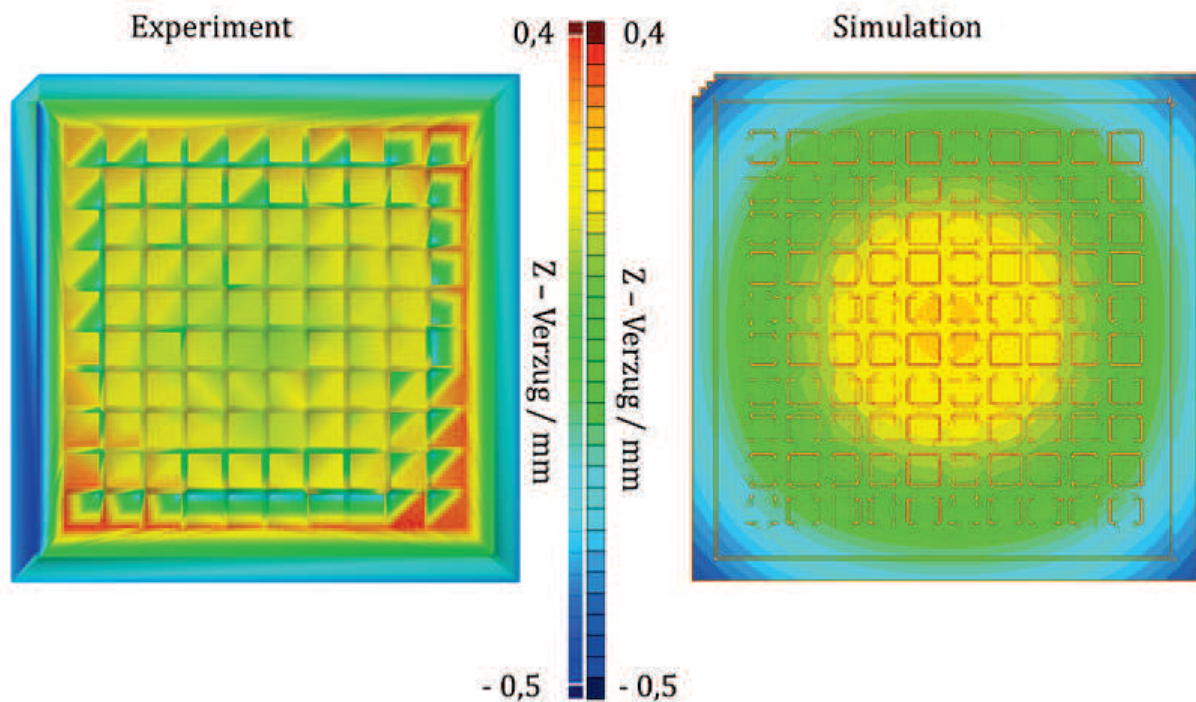 Experiment
0,4
0,4
Simulation
Z – Verzug / mm
Z – Verzug / mm
- 0,5
- 0,5